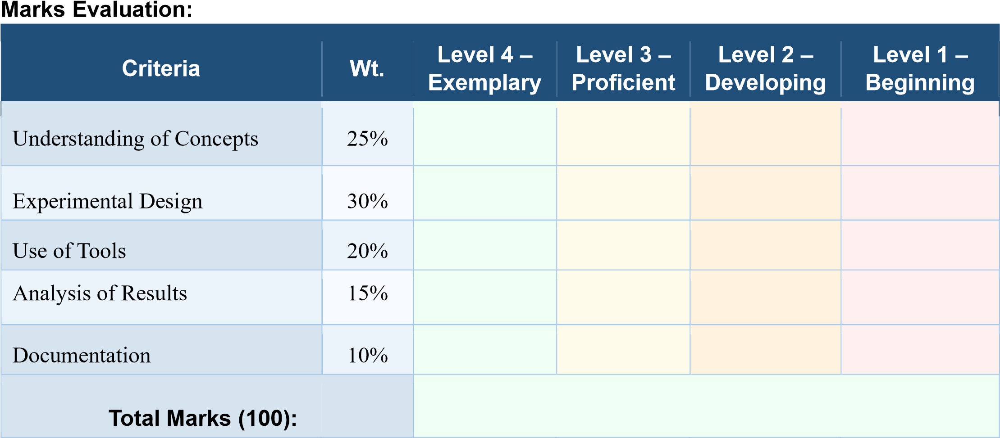 Marks Evaluation:
Criteria Wt. Level 4 – Exemplary Level 3 – Proficient Level 2 – Developing Level 1 – Beginning
Understanding of Concepts 25%
Experimental Design 30%
Use of Tools 20%
Analysis of Results 15%
Documentation 10%
Total Marks (100):